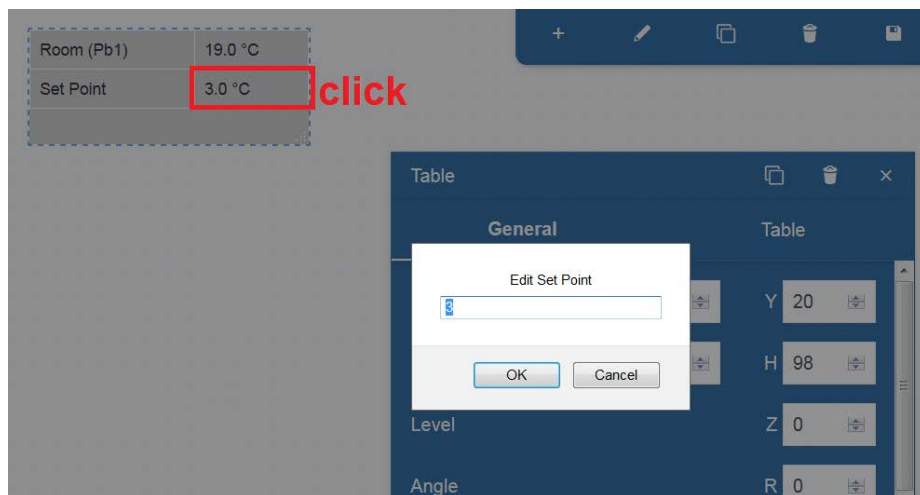 Room (Pb1) 19.0 °C
Set Point 3.0 °C
click
Table
General Table
Edit Set Point
3
Y 20
OK Cancel
H 98
Level Z 0
Angle R 0